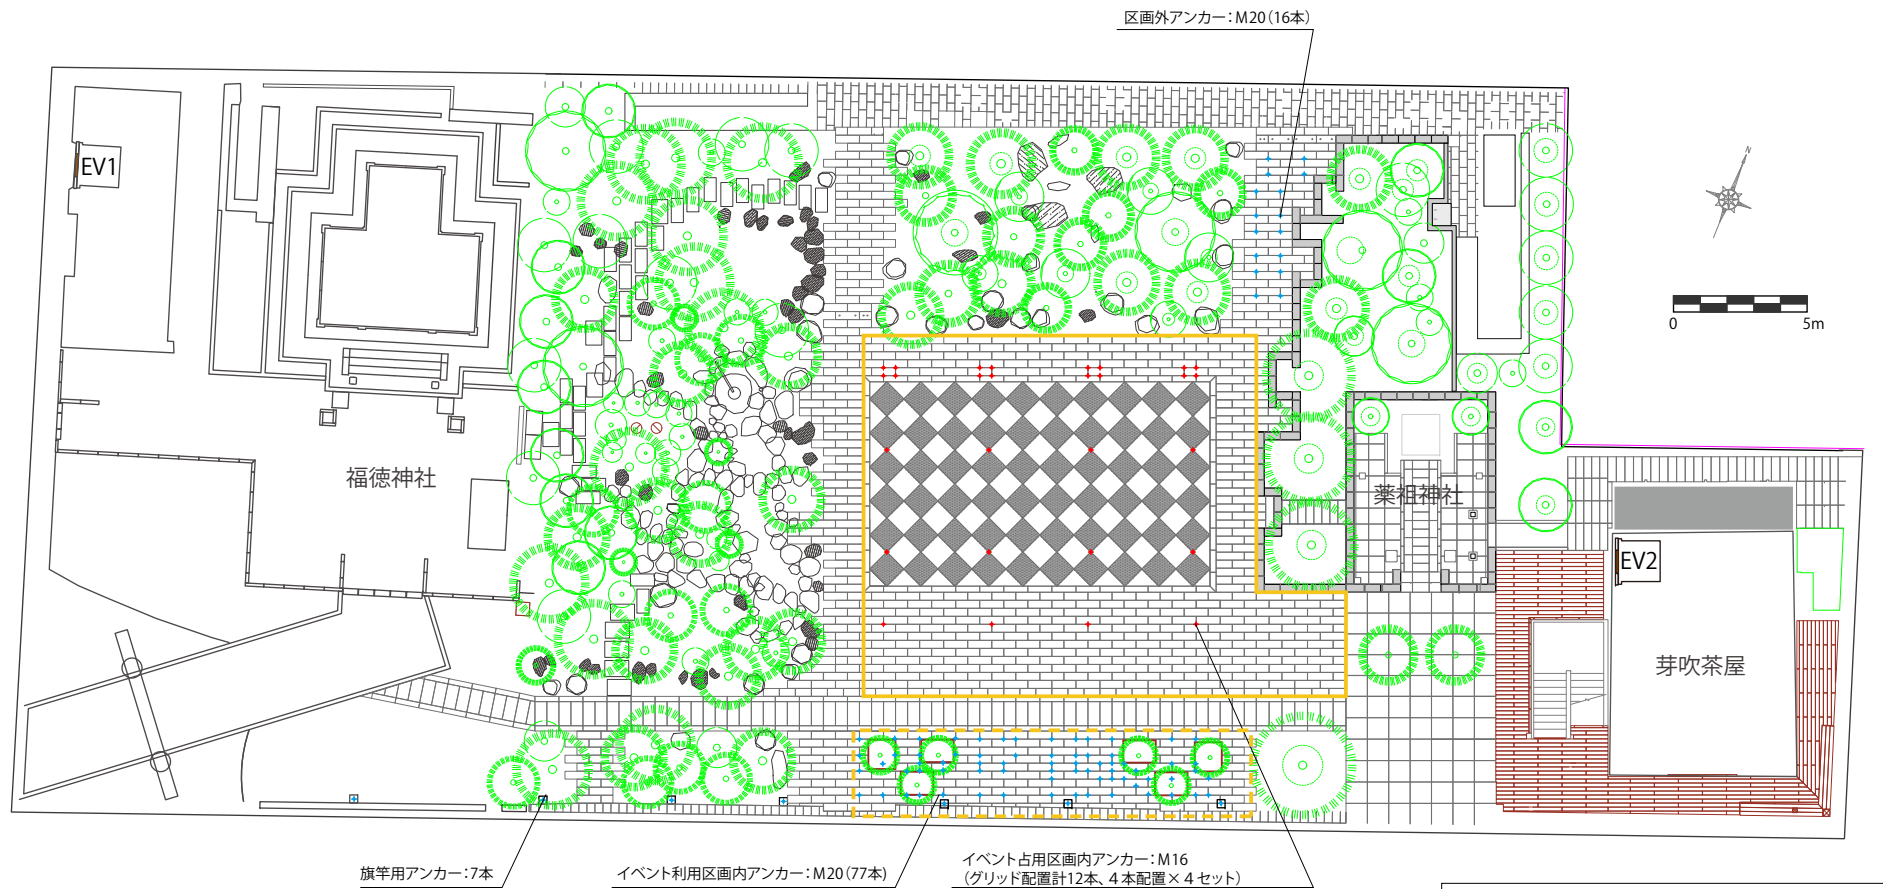 区画外アンカー：M20（16本）
EV1
N
0 5m
福徳神社
薬祖神社
EV2
芽吹茶屋
旗竿用アンカー：7本
イベント利用区画内アンカー：M20（77本）
イベント占用区画内アンカー：M16
（グリッド配置計12本、４本配置×４セット）